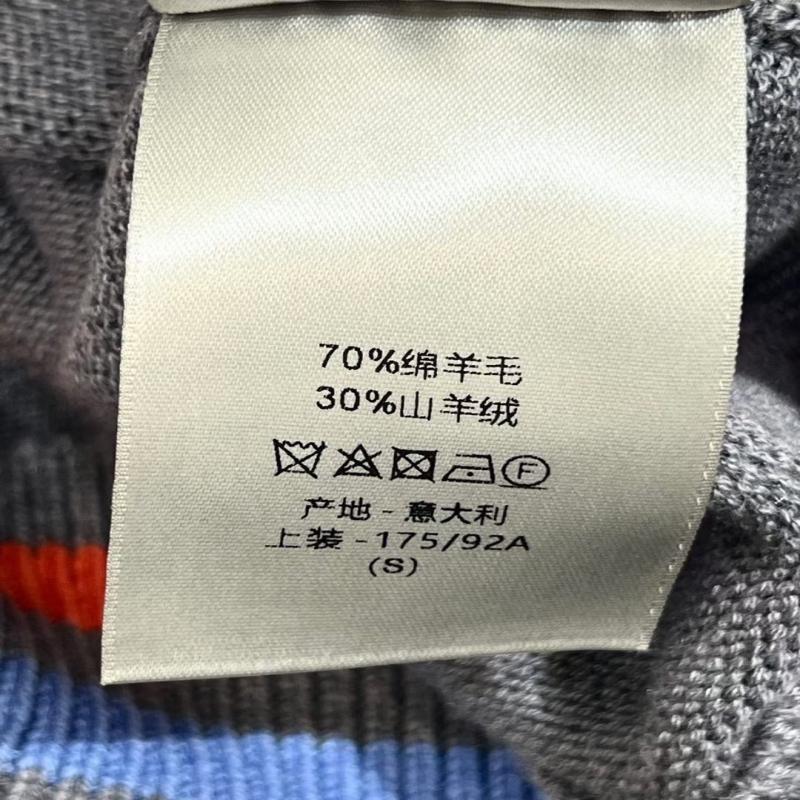 70%绵羊毛
30%山羊绒
F
产地 - 意大利
上装 -175/92A
(S)